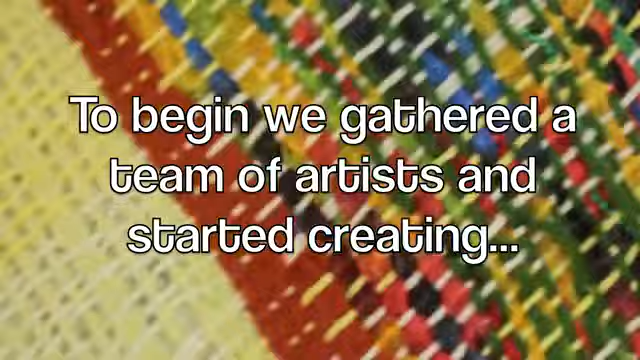 To begin we gathered a
team of artists and
started creating...